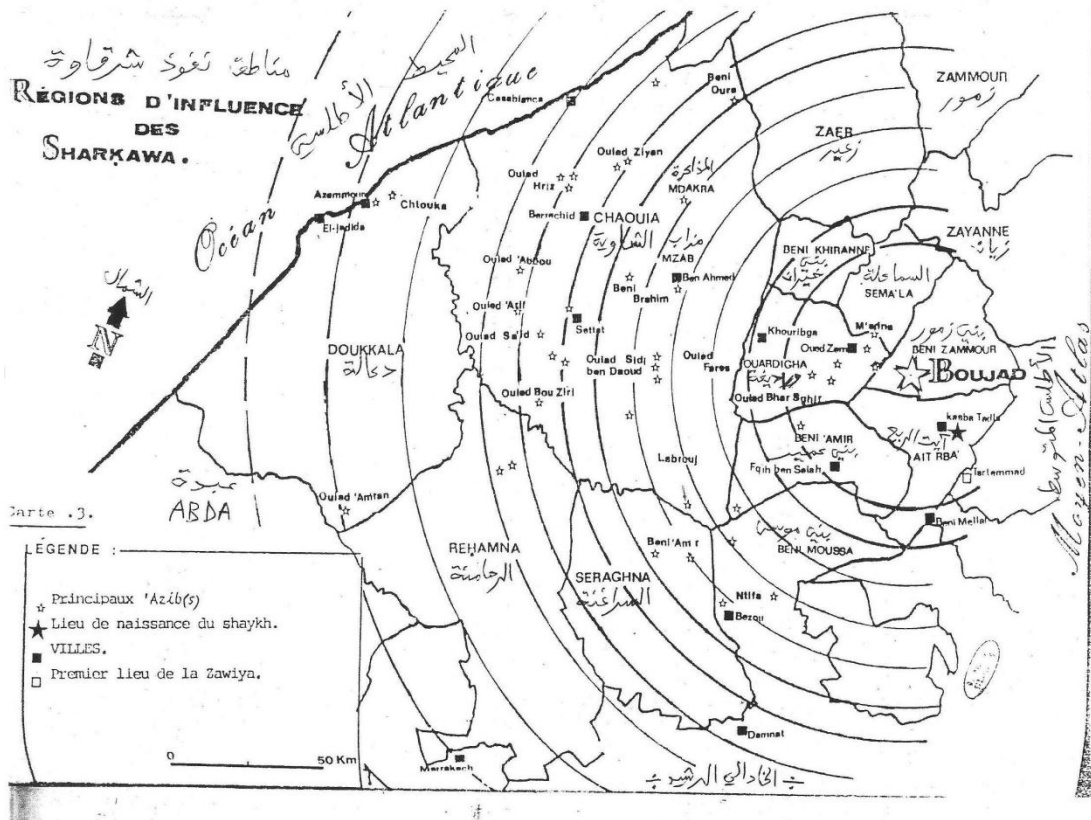 مناطق نفوذ شرقاوة
RÉGIONS D'INFLUENCE
DES
SHARKAWA.
المحيط
الأطلسي
Océan Atlantique
الشمال
N
Casablanca
Beni
Oura
ZAMMOUR
زمور
ZAER
زعير
Oulad Ziyan
Oulad
Hriz
المذاكرة
MDAKRA
Azemmour
Chtouka
El-jadida
Berrechid
CHAOUIA
الشاوية
مزاب
MZAB
ZAYANNE
زيان
BENI KHIRANNE
بني خيران
السماعلة
SEMA'LA
Oulad 'Abbou
Beni
Brahim
Ben Ahmed
Oulad 'Arif
Settat
Khouribga
M'arina
بني زمور
BENI ZAMMOUR
Oued Zem
BOUJAD
Oulad Sa'id
DOUKKALA
دكالة
Oulad Sidi
ben Daoud
Oulad
Fares
OUARDIGHA
ورديغة
Oulad Bou Ziri
Oulad Bhar Sghir
kasba Tadla
BENI 'AMIR
بني عمير
آيت الربع
AIT RBA'
Fqih ben Salah
الأطلس المتوسط
Moyen-Atlas
Labrouj
عبدة
ABDA
Oulad 'Amran
Beni Mellal
بني موسى
BENI MOUSSA
REHAMNA
الرحامنة
Beni 'Amir
SERAGHNA
السراغنة
Ntifa
Bezou
Damnat
Marrakech
Carte .3.
LÉGENDE :
Principaux 'Azib(s)
Lieu de naissance du shaykh.
VILLES.
Premier lieu de la Zawiya.
0 50 Km